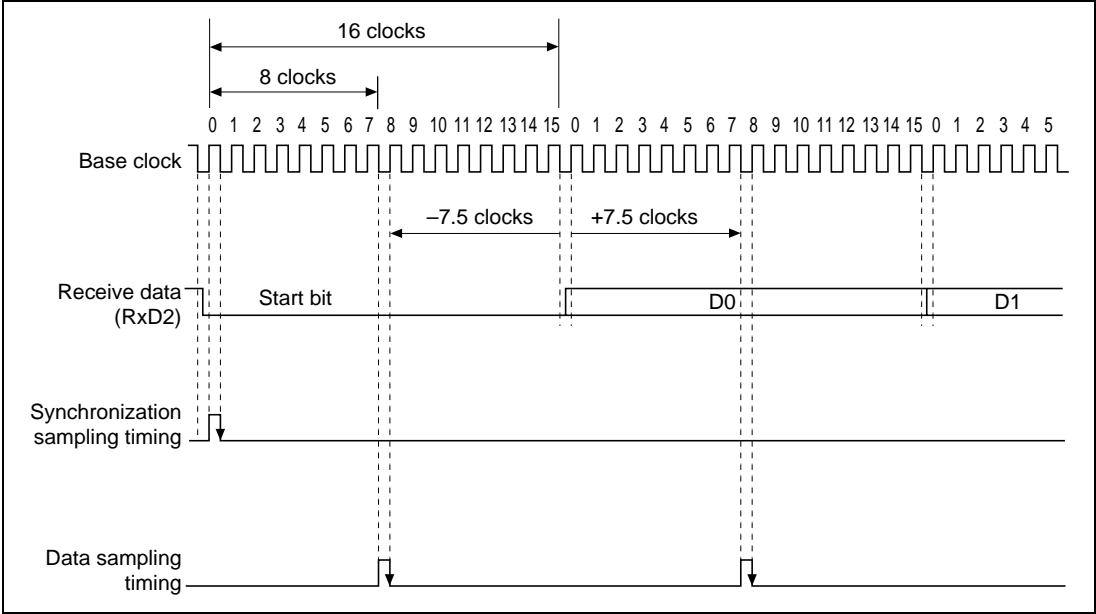 16 clocks
8 clocks
0 1 2 3 4 5 6 7 8 9 10 11 12 13 14 15 0 1 2 3 4 5 6 7 8 9 10 11 12 13 14 15 0 1 2 3 4 5
Base clock
–7.5 clocks +7.5 clocks
Receive data
(RxD2)
Start bit D0 D1
Synchronization
sampling timing
Data sampling
timing